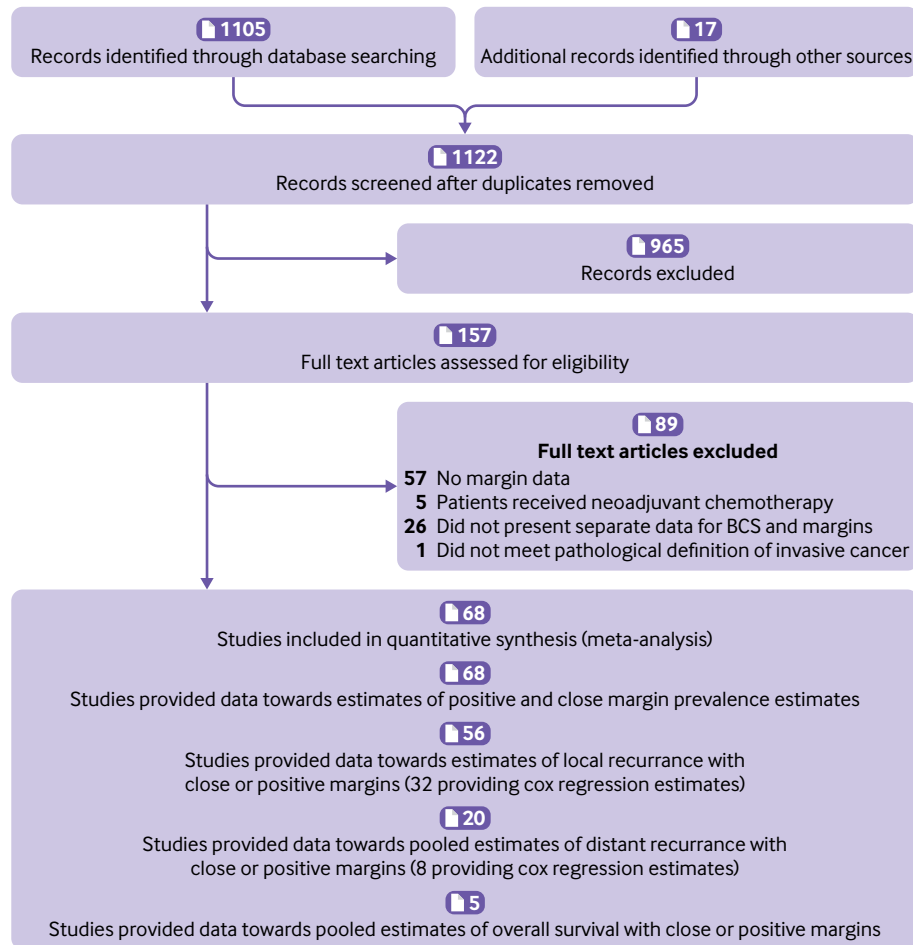 1105
Records identified through database searching
17
Additional records identified through other sources
1122
Records screened after duplicates removed
965
Records excluded
157
Full text articles assessed for eligibility
89
Full text articles excluded
57 No margin data
5 Patients received neoadjuvant chemotherapy
26 Did not present separate data for BCS and margins
1 Did not meet pathological definition of invasive cancer
68
Studies included in quantitative synthesis (meta-analysis)
68
Studies provided data towards estimates of positive and close margin prevalence estimates
56
Studies provided data towards estimates of local recurrance with
close or positive margins (32 providing cox regression estimates)
20
Studies provided data towards pooled estimates of distant recurrance with
close or positive margins (8 providing cox regression estimates)
5
Studies provided data towards pooled estimates of overall survival with close or positive margins